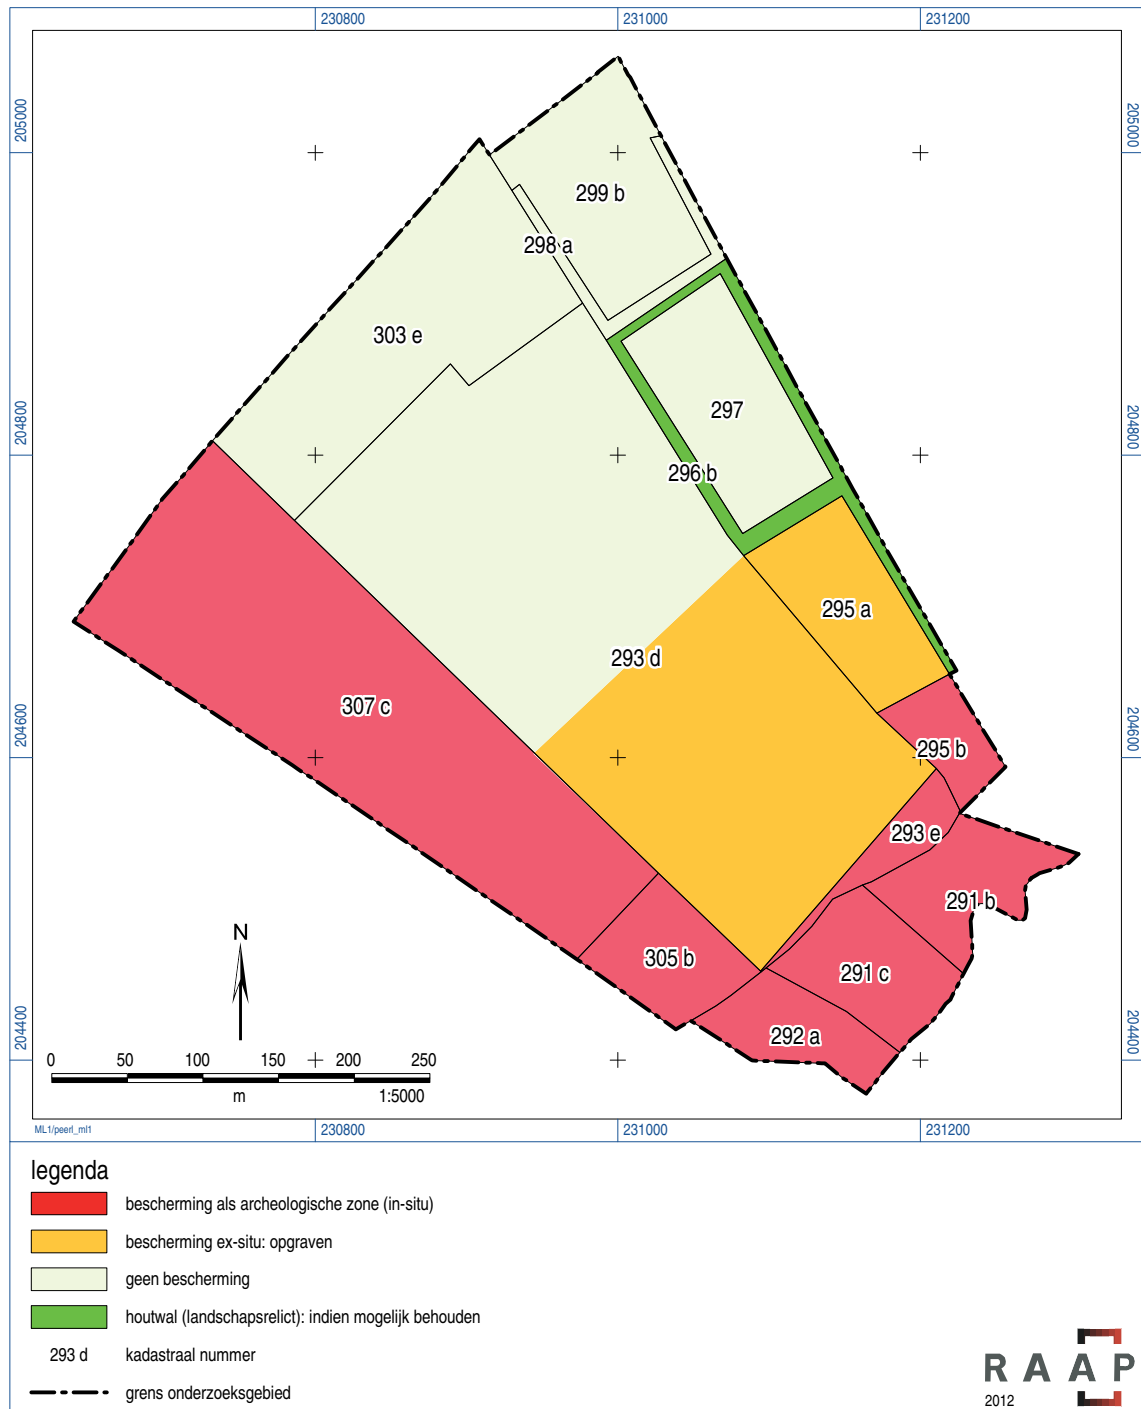 230800
231000
231200
205000
205000
299 b
298 a
303 e
204800
204800
297
296 b
295 a
293 d
307 c
204600
204600
295 b
293 e
291 b
N
305 b
291 c
204400
204400
292 a
0 50 100 150 200 250
m 1:5000
ML1/peerl_ml1
230800
231000
231200
legenda
bescherming als archeologische zone (in-situ)
bescherming ex-situ: opgraven
geen bescherming
houtwal (landschapsrelict): indien mogelijk behouden
293 d kadastraal nummer
grens onderzoeksgebied
RAAP
2012